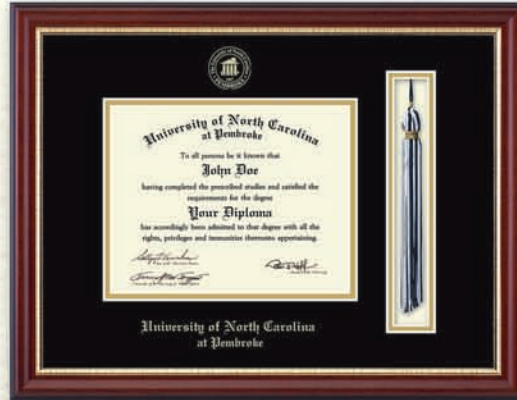 University of North Carolina
at Pembroke
To all persons be it known that
John Doe
having completed the prescribed studies and satisfied the
requirements for the degree
Your Diploma
has accordingly been admitted to that degree with all the
rights, privileges and immunities thereunto appertaining.
University of North Carolina
at Pembroke